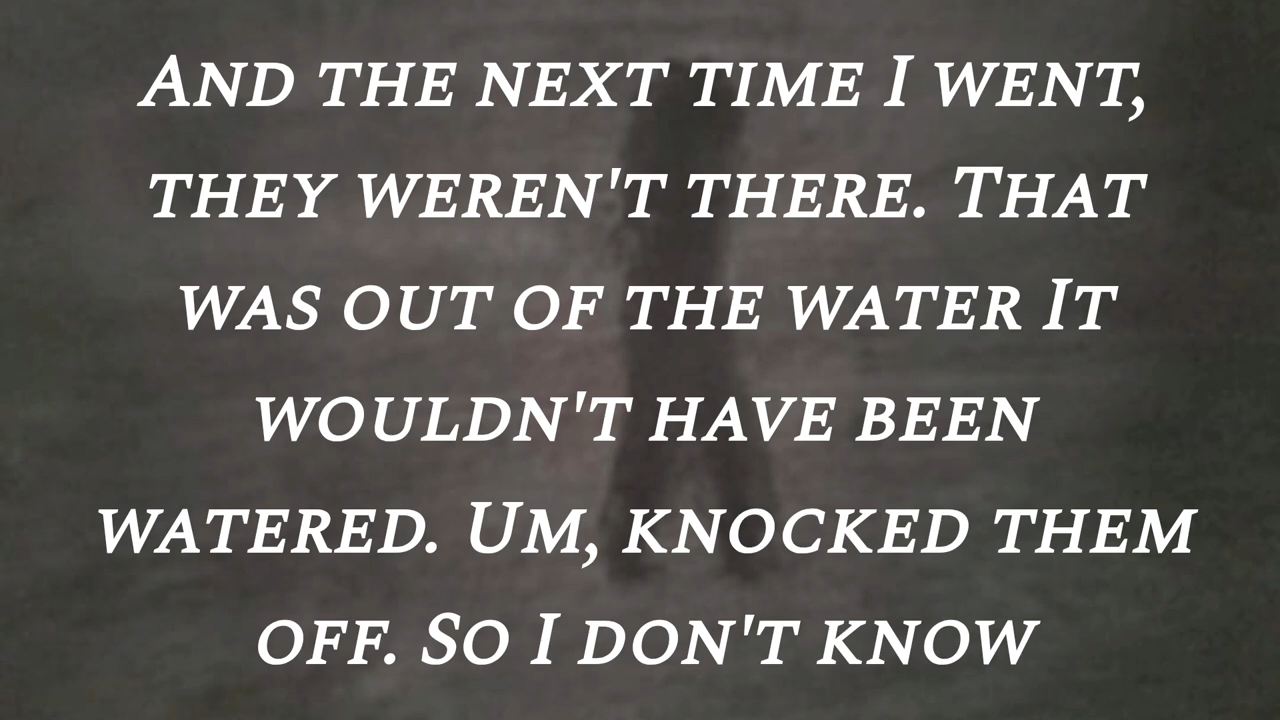 And the next time I went,
they weren't there. That
was out of the water It
wouldn't have been
watered. Um, knocked them
off. So I don't know